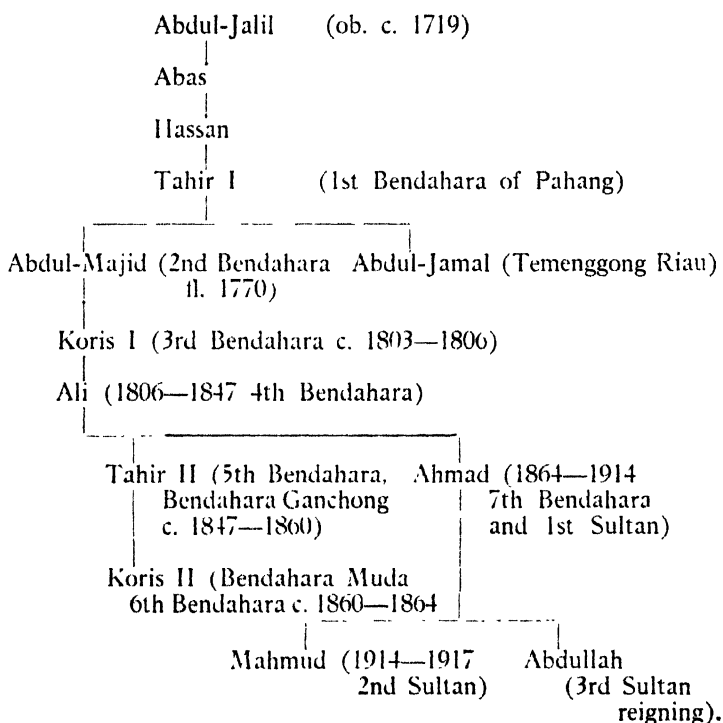 Abdul-Jalil (ob. c. 1719)
Abas
Hassan
Tahir I (1st Bendahara of Pahang)
Abdul-Majid (2nd Bendahara fl. 1770)
Abdul-Jamal (Temenggong Riau)
Koris I (3rd Bendahara c. 1803—1806)
Ali (1806—1847 4th Bendahara)
Tahir II (5th Bendahara,
Bendahara Ganchong
c. 1847—1860)
Ahmad (1864—1914
7th Bendahara
and 1st Sultan)
Koris II (Bendahara Muda
6th Bendahara c. 1860—1864
Mahmud (1914—1917
2nd Sultan)
Abdullah
(3rd Sultan
reigning).